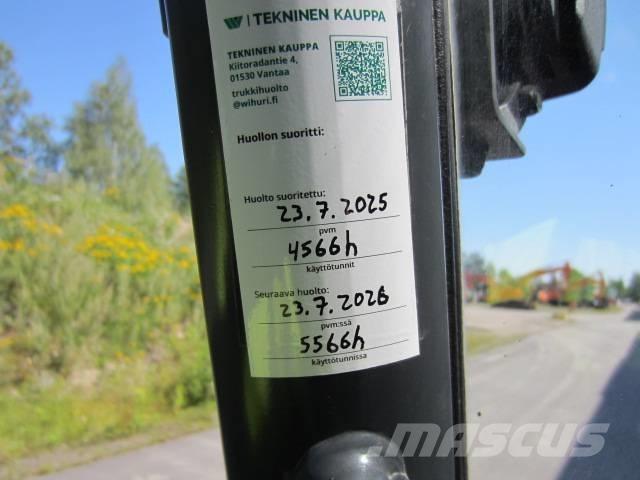 W | TEKNINEN KAUPPA
TEKNINEN KAUPPA
Kiitoradantie 4,
01530 Vantaa
trukkihuolto
@wihuri.fi
Huollon suoritti:
Huolto suoritettu:
23.7.2025
pvm
4566h
käyttötunnit
Seuraava huolto:
23.7.2026
pvm:ssä
5566h
käyttötunnissa
MASCUS